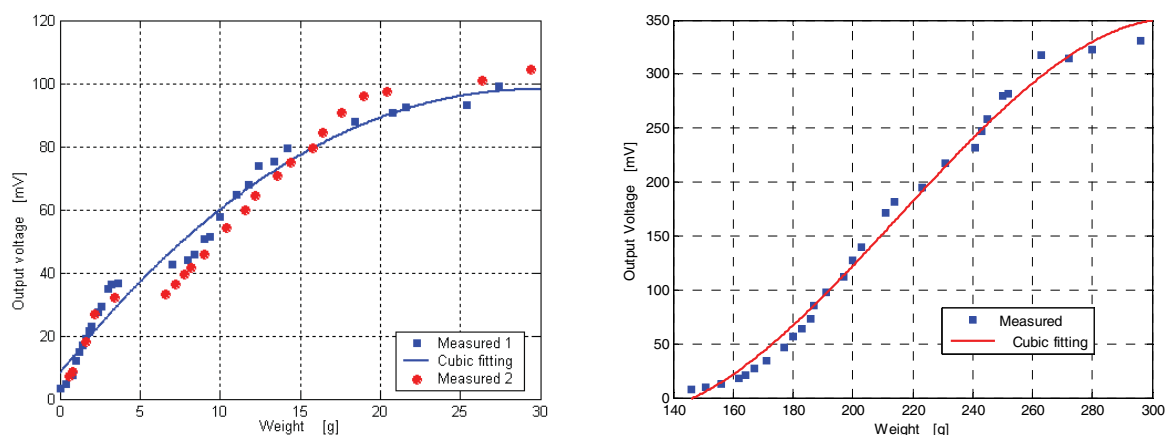 120
100
80
60
40
20
0
Output voltage [mV]
0 5 10 15 20 25 30
Weight [g]
Measured 1
Cubic fitting
Measured 2
350
300
250
200
150
100
50
0
Output Voltage [mV]
140 160 180 200 220 240 260 280 300
Weight [g]
Measured
Cubic fitting